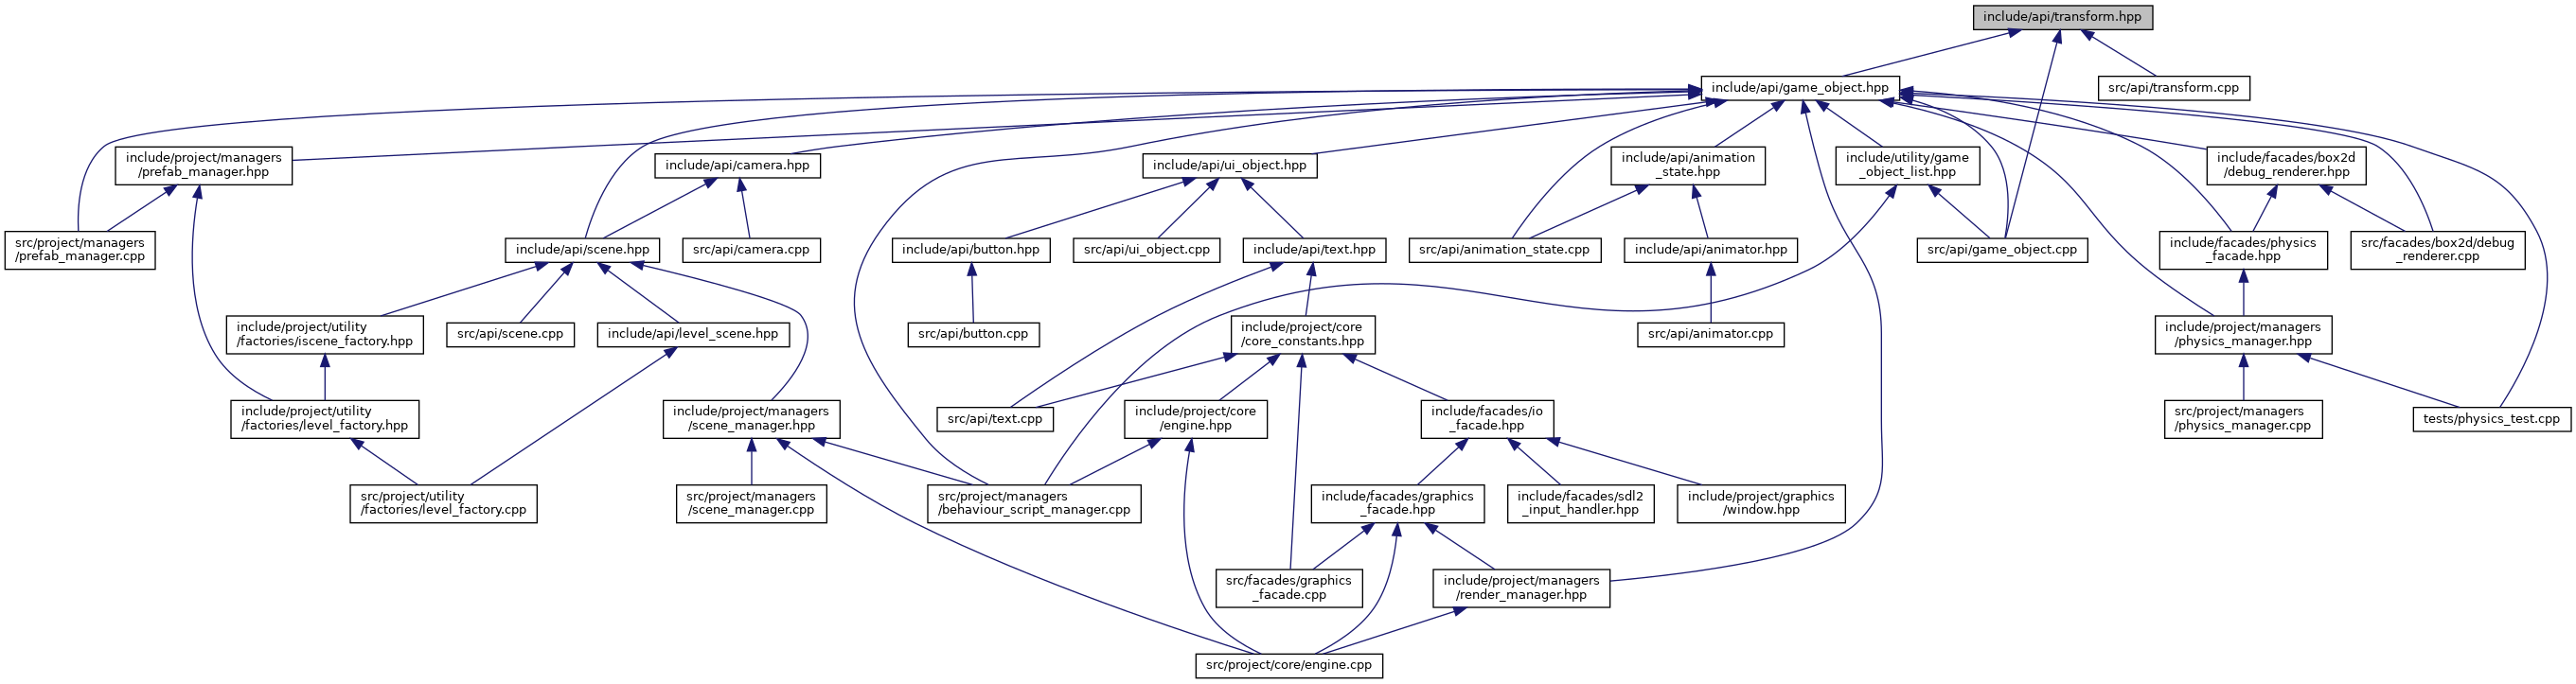 include/api/transform.hpp
include/api/game_object.hpp
src/api/transform.cpp
include/project/managers
/prefab_manager.hpp
include/api/camera.hpp
include/api/ui_object.hpp
include/api/animation
_state.hpp
include/utility/game
_object_list.hpp
include/facades/box2d
/debug_renderer.hpp
src/project/managers
/prefab_manager.cpp
include/api/scene.hpp
src/api/camera.cpp
include/api/button.hpp
src/api/ui_object.cpp
include/api/text.hpp
src/api/animation_state.cpp
include/api/animator.hpp
src/api/game_object.cpp
include/facades/physics
_facade.hpp
src/facades/box2d/debug
_renderer.cpp
include/project/utility
/factories/iscene_factory.hpp
src/api/scene.cpp
include/api/level_scene.hpp
src/api/button.cpp
include/project/core
/core_constants.hpp
src/api/animator.cpp
include/project/managers
/physics_manager.hpp
include/project/utility
/factories/level_factory.hpp
include/project/managers
/scene_manager.hpp
src/api/text.cpp
include/project/core
/engine.hpp
include/facades/io
_facade.hpp
src/project/managers
/physics_manager.cpp
tests/physics_test.cpp
src/project/utility
/factories/level_factory.cpp
src/project/managers
/scene_manager.cpp
src/project/managers
/behaviour_script_manager.cpp
include/facades/graphics
_facade.hpp
include/facades/sdl2
_input_handler.hpp
include/project/graphics
/window.hpp
src/facades/graphics
_facade.cpp
include/project/managers
/render_manager.hpp
src/project/core/engine.cpp